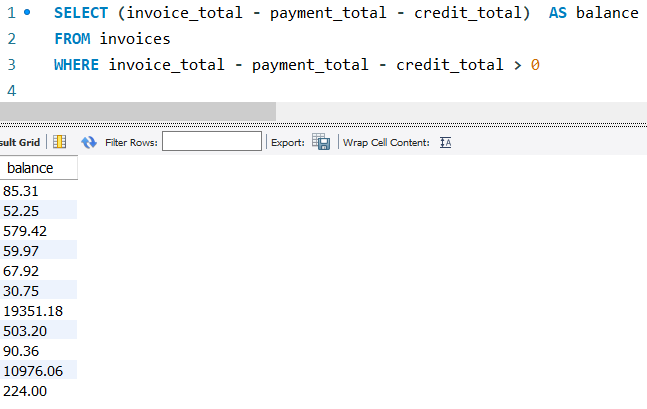 1 SELECT (invoice_total - payment_total - credit_total)  AS balance
2 FROM invoices
3 WHERE invoice_total - payment_total - credit_total > 0
4
sult Grid Filter Rows: Export: Wrap Cell Content: IA
balance
85.31
52.25
579.42
59.97
67.92
30.75
19351.18
503.20
90.36
10976.06
224.00